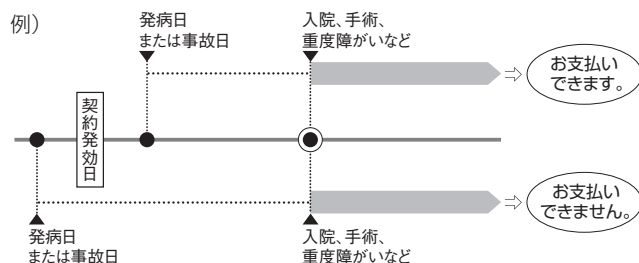 例）
発病日
または事故日
入院、手術、
重度障がいなど
お支払い
できます。
契約発効日
お支払い
できません。
発病日
または事故日
入院、手術、
重度障がいなど